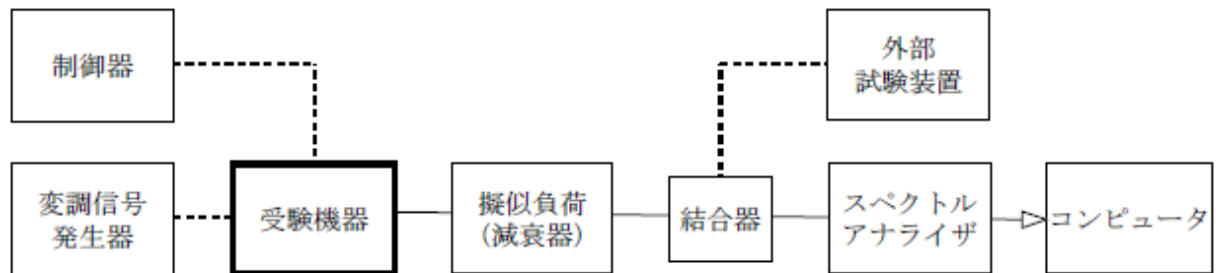 制御器
外部
試験装置
変調信号
発生器
受験機器
擬似負荷
(減衰器)
結合器
スペクトル
アナライザ
コンピュータ